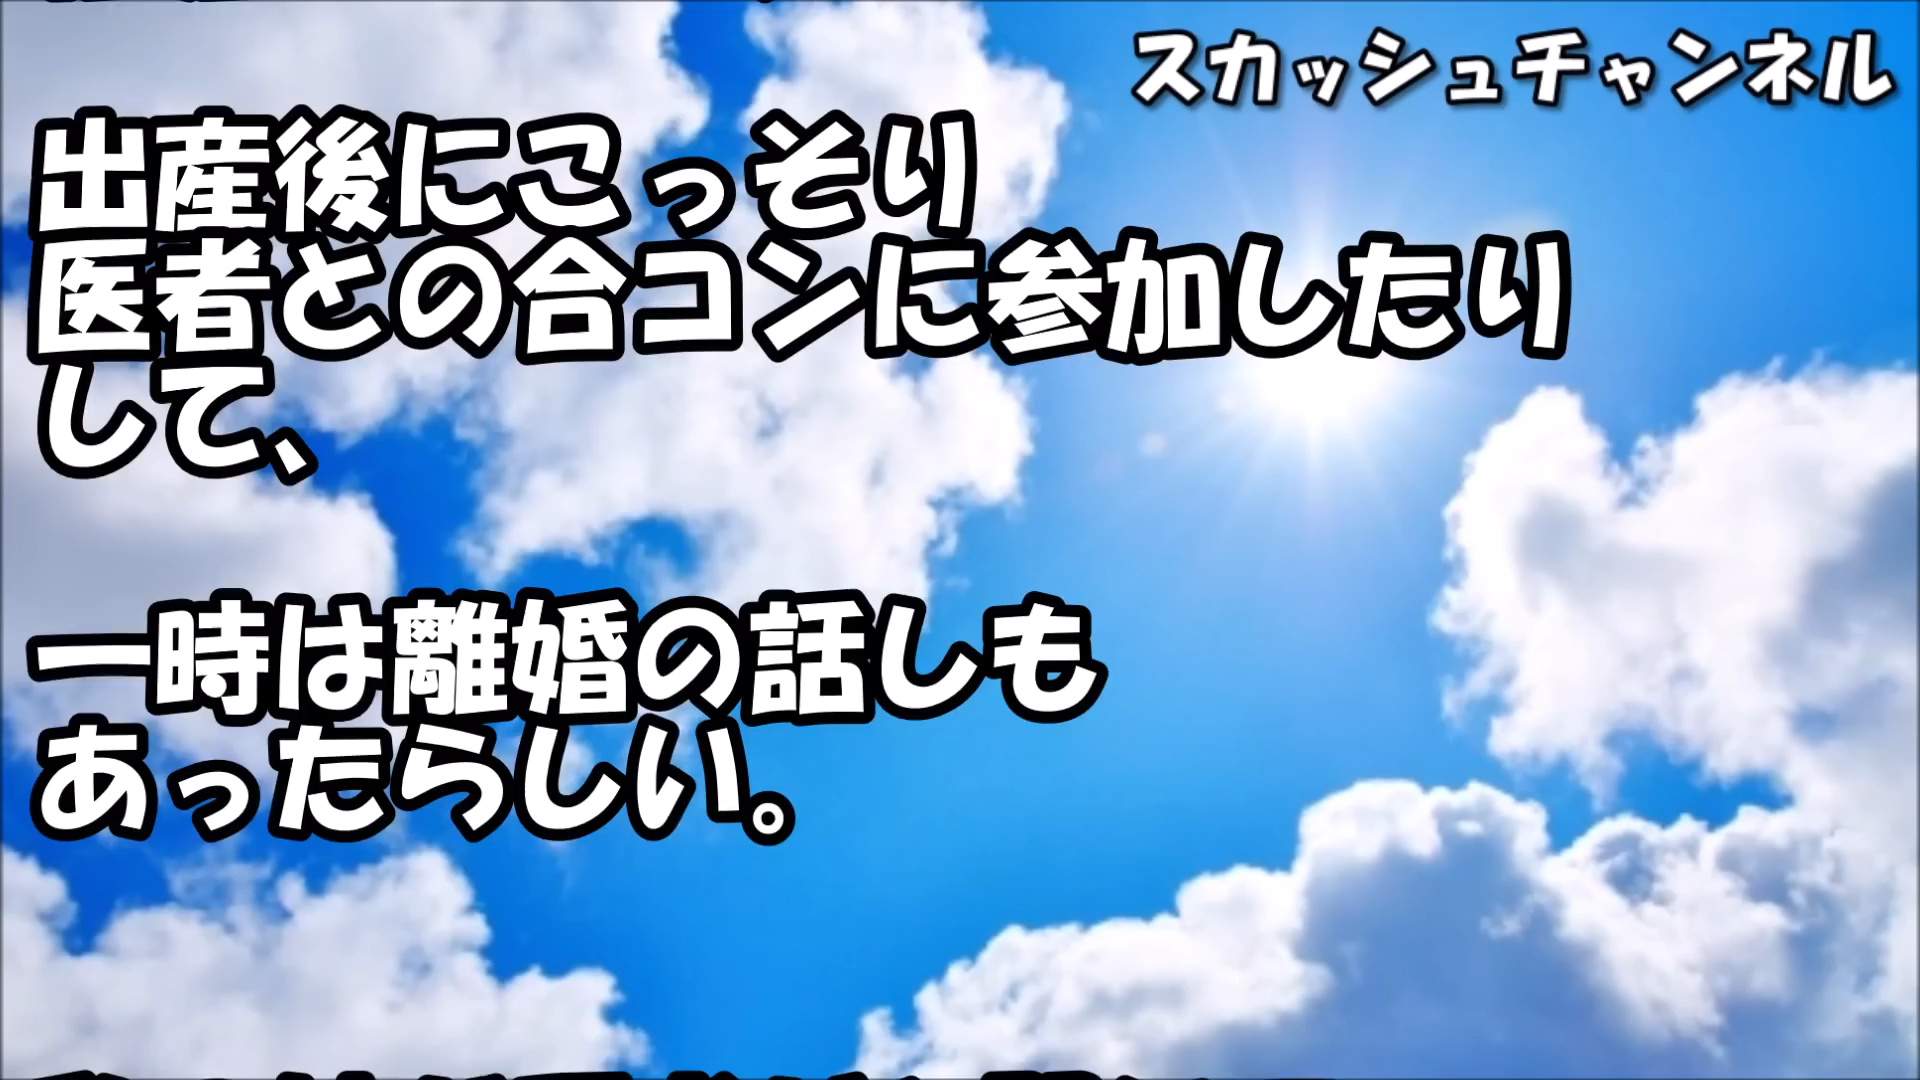 スカッシュチャンネル
出産後にこっそり
医者との合コンに参加したり
して、
一時は離婚の話しも
あったらしい。